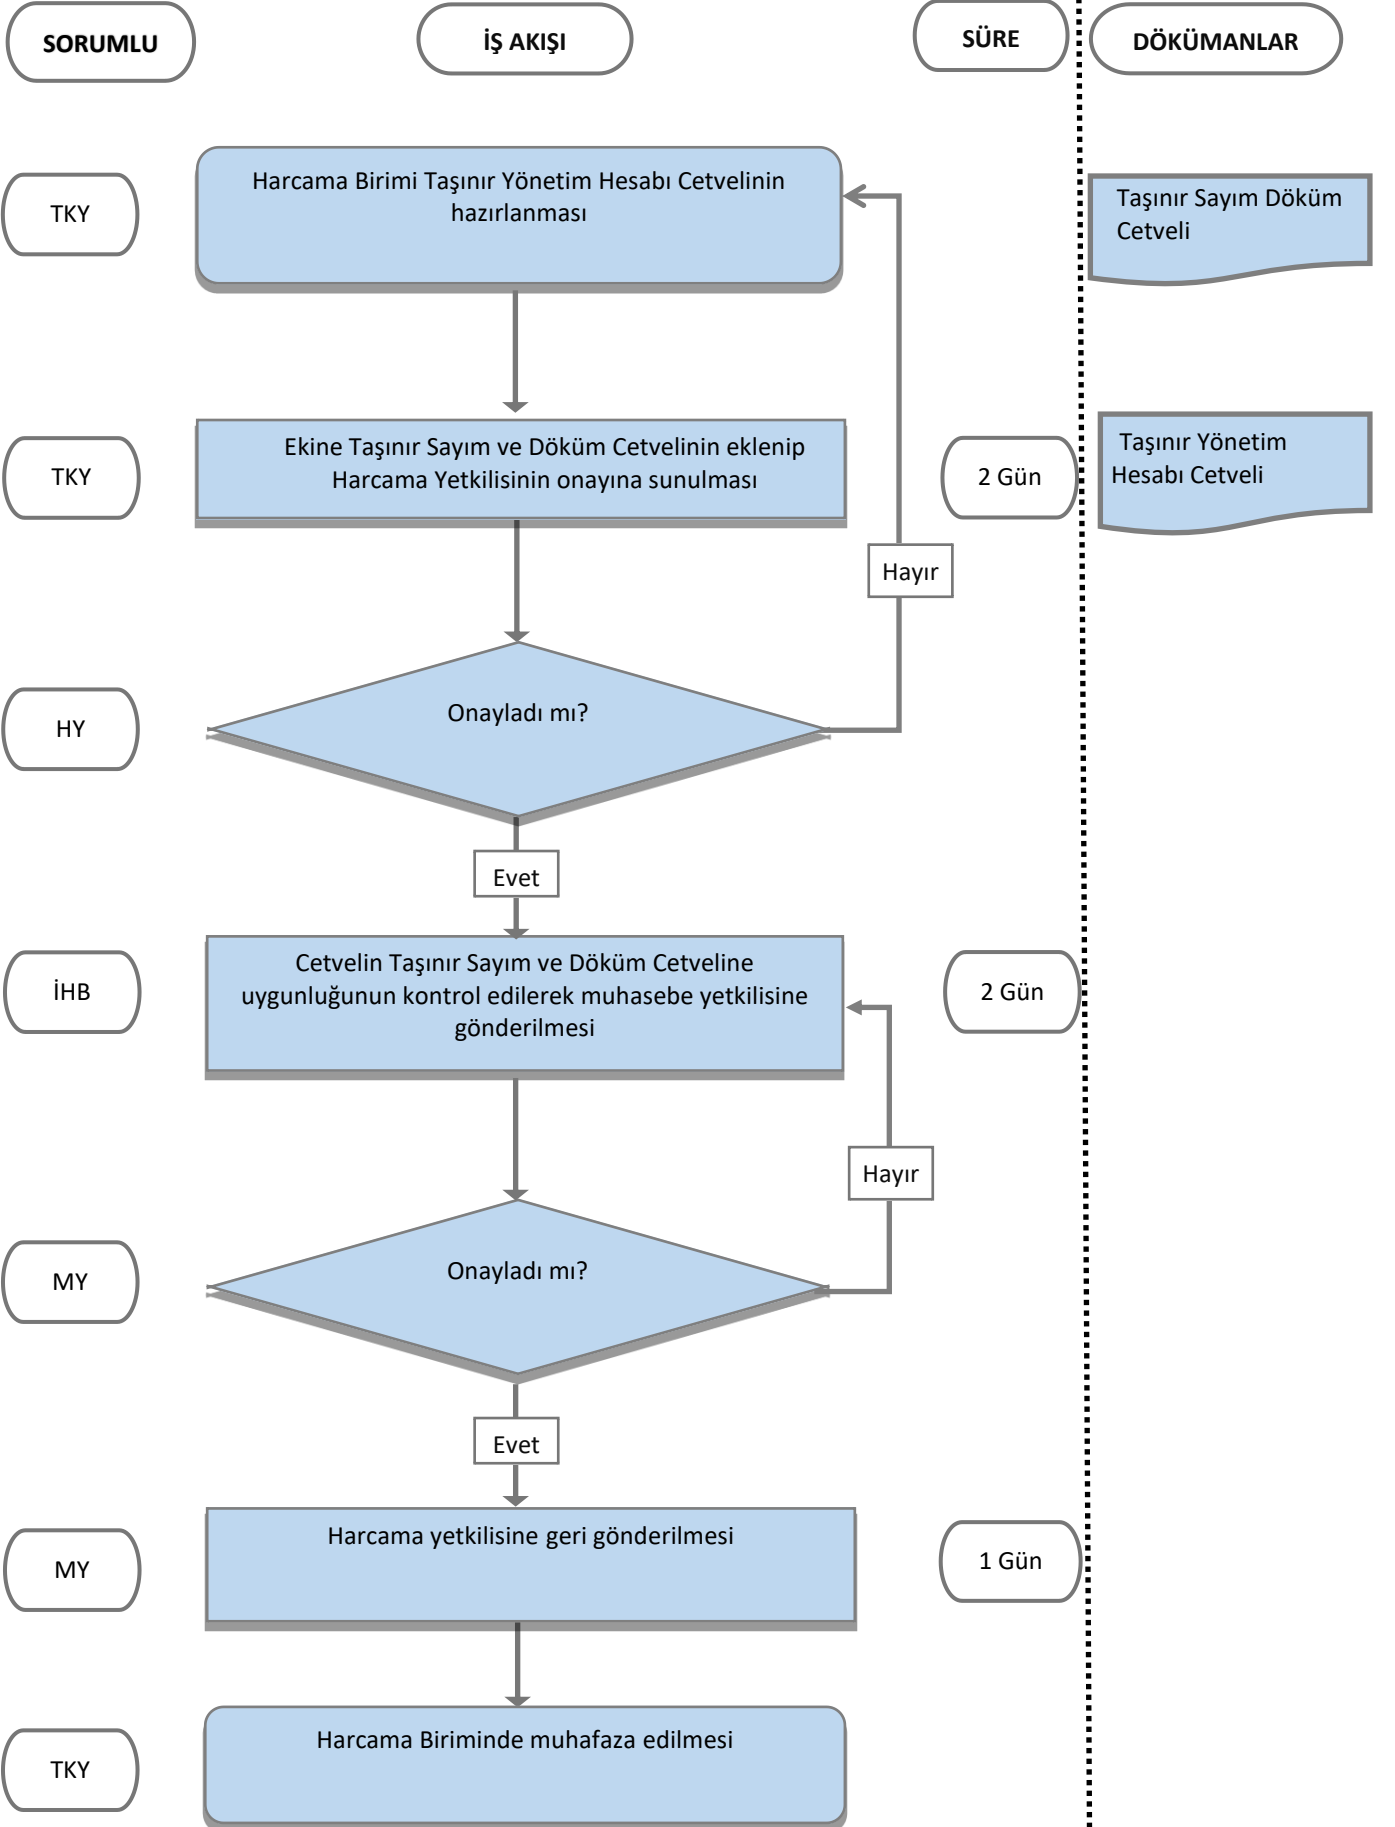 SORUMLU
İŞ AKIŞI
SÜRE
DÖKÜMANLAR
TKY
Harcama Birimi Taşınır Yönetim Hesabı Cetvelinin
hazırlanması
Taşınır Sayım Döküm
Cetveli
TKY
Ekine Taşınır Sayım ve Döküm Cetvelinin eklenip
Harcama Yetkilisinin onayına sunulması
2 Gün
Taşınır Yönetim
Hesabı Cetveli
Hayır
HY
Onayladı mı?
Evet
İHB
Cetvelin Taşınır Sayım ve Döküm Cetveline
uygunluğunun kontrol edilerek muhasebe yetkilisine
gönderilmesi
2 Gün
Hayır
MY
Onayladı mı?
Evet
MY
Harcama yetkilisine geri gönderilmesi
1 Gün
TKY
Harcama Biriminde muhafaza edilmesi